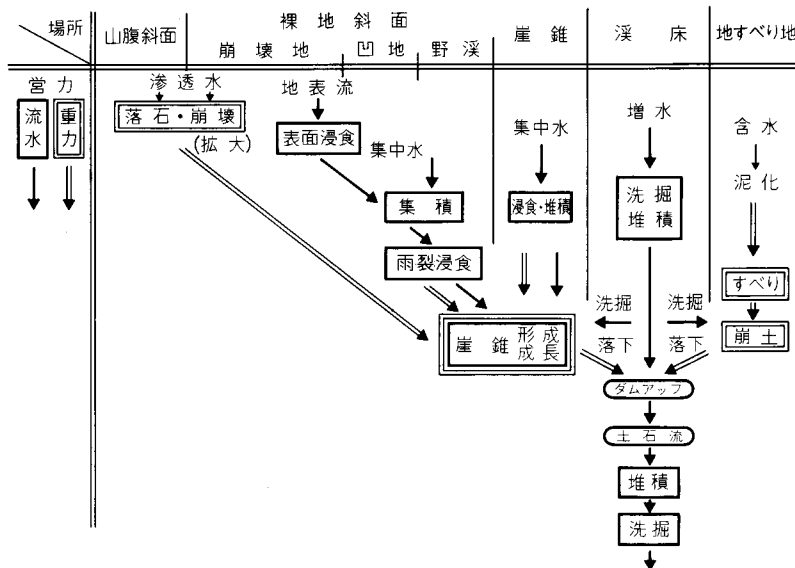 場所
山腹斜面
裸地斜面
崩壊地
凹地
野渓
崖錐
渓床
地すべり地
営力
流水
重力
滲透水
落石・崩壊
(拡大)
地表流
表面浸食
集中水
集積
雨裂浸食
集中水
浸食・堆積
崖錐 形成 成長
増水
洗掘
堆積
洗掘
落下
洗掘
落下
含水
泥化
すべり
崩土
ダムアップ
土石流
堆積
洗掘